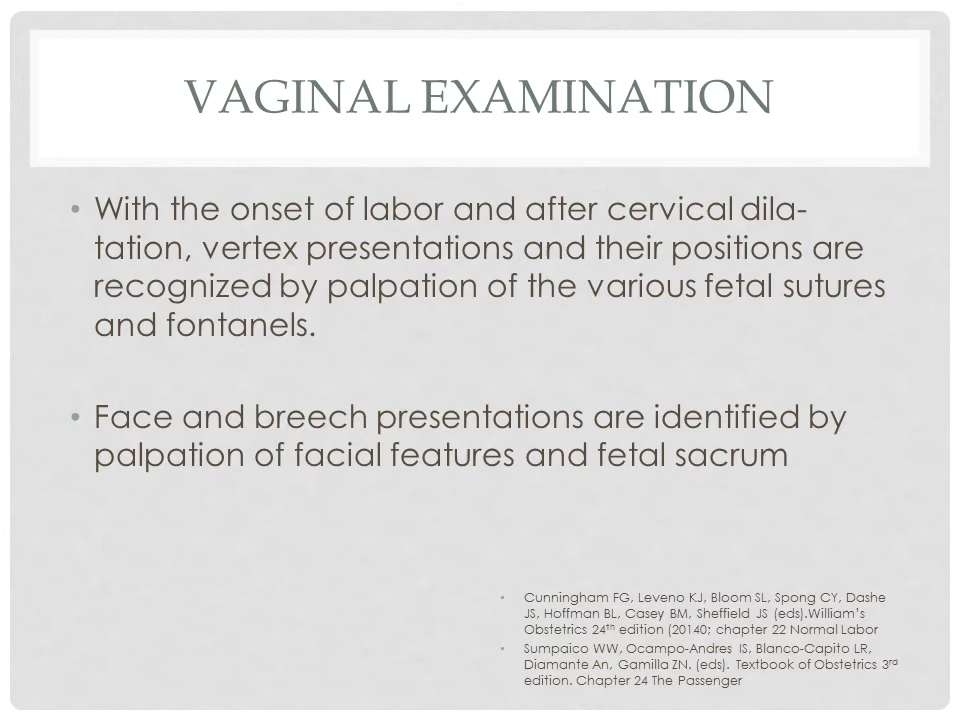 VAGINAL EXAMINATION
• With the onset of labor and after cervical dila-
tation, vertex presentations and their positions are
recognized by palpation of the various fetal sutures
and fontanels.
• Face and breech presentations are identified by
palpation of facial features and fetal sacrum
• Cunningham FG, Leveno KJ, Bloom SL, Spong CY, Dashe
JS, Hoffman BL, Casey BM, Sheffield JS (eds).William’s
Obstetrics 24th edition (20140; chapter 22 Normal Labor
• Sumpaico WW, Ocampo-Andres IS, Blanco-Capito LR,
Diamante An, Gamilla ZN. (eds). Textbook of Obstetrics 3rd
edition. Chapter 24 The Passenger